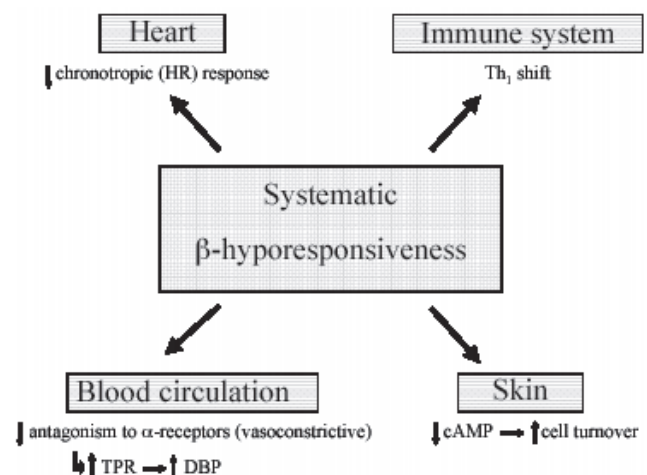 Heart
↓chronotropic (HR) response
Immune system
Th₁ shift
Systematic
β-hyporesponsiveness
Blood circulation
↓ antagonism to α-receptors (vasoconstrictive)
↳↑ TPR → ↑ DBP
Skin
↓cAMP → ↑cell turnover